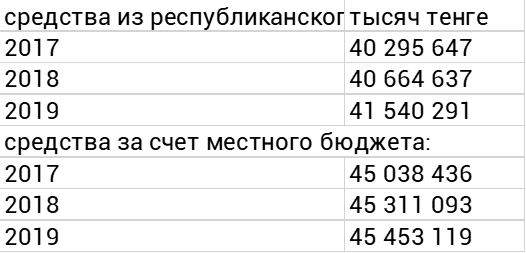 средства из республиканског тысяч тенге
2017 40 295 647
2018 40 664 637
2019 41 540 291
средства за счет местного бюджета:
2017 45 038 436
2018 45 311 093
2019 45 453 119